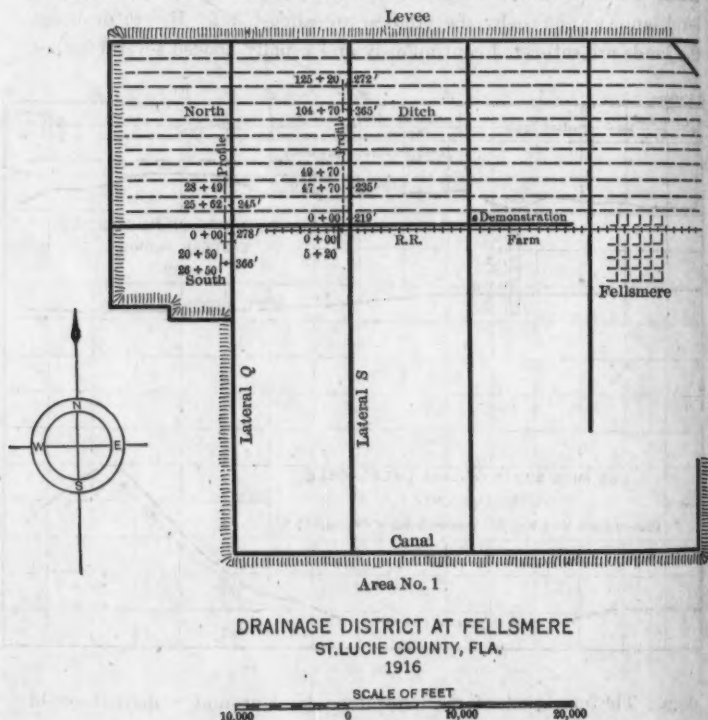 Levee
125 + 20 272′
North 104 + 70 365′ Ditch
Profile Profile
49 + 70
28 + 49 47 + 70 235′
25 + 52 245′
0 + 00 219′ Demonstration
0 + 00 278′ 0 + 00 R.R. Farm
20 + 50 366′ 5 + 20
26 + 50
South Fellsmere
Lateral Q Lateral S
N
W E
S
Canal
Area No. 1
DRAINAGE DISTRICT AT FELLSMERE
ST. LUCIE COUNTY, FLA.
1916
SCALE OF FEET
10,000 0 10,000 20,000